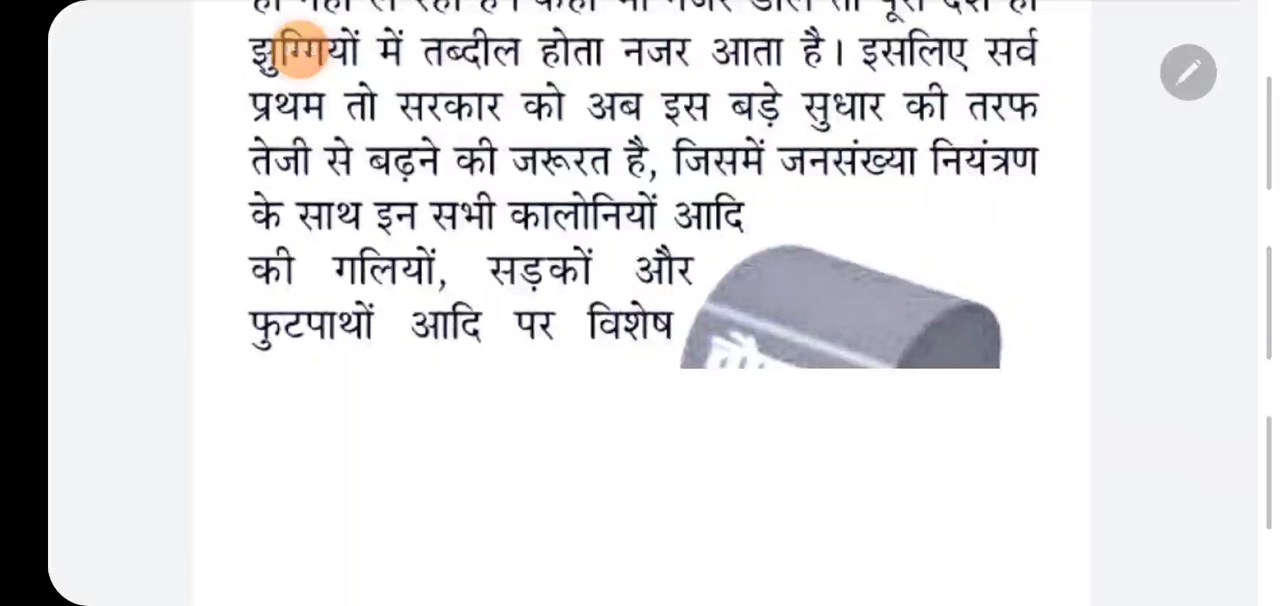 झुग्गियों में तब्दील होता नजर आता है। इसलिए सर्व
प्रथम तो सरकार को अब इस बड़े सुधार की तरफ
तेजी से बढ़ने की जरूरत है, जिसमें जनसंख्या नियंत्रण
के साथ इन सभी कालोनियों आदि
की गलियों, सड़कों और
फुटपाथों आदि पर विशेष